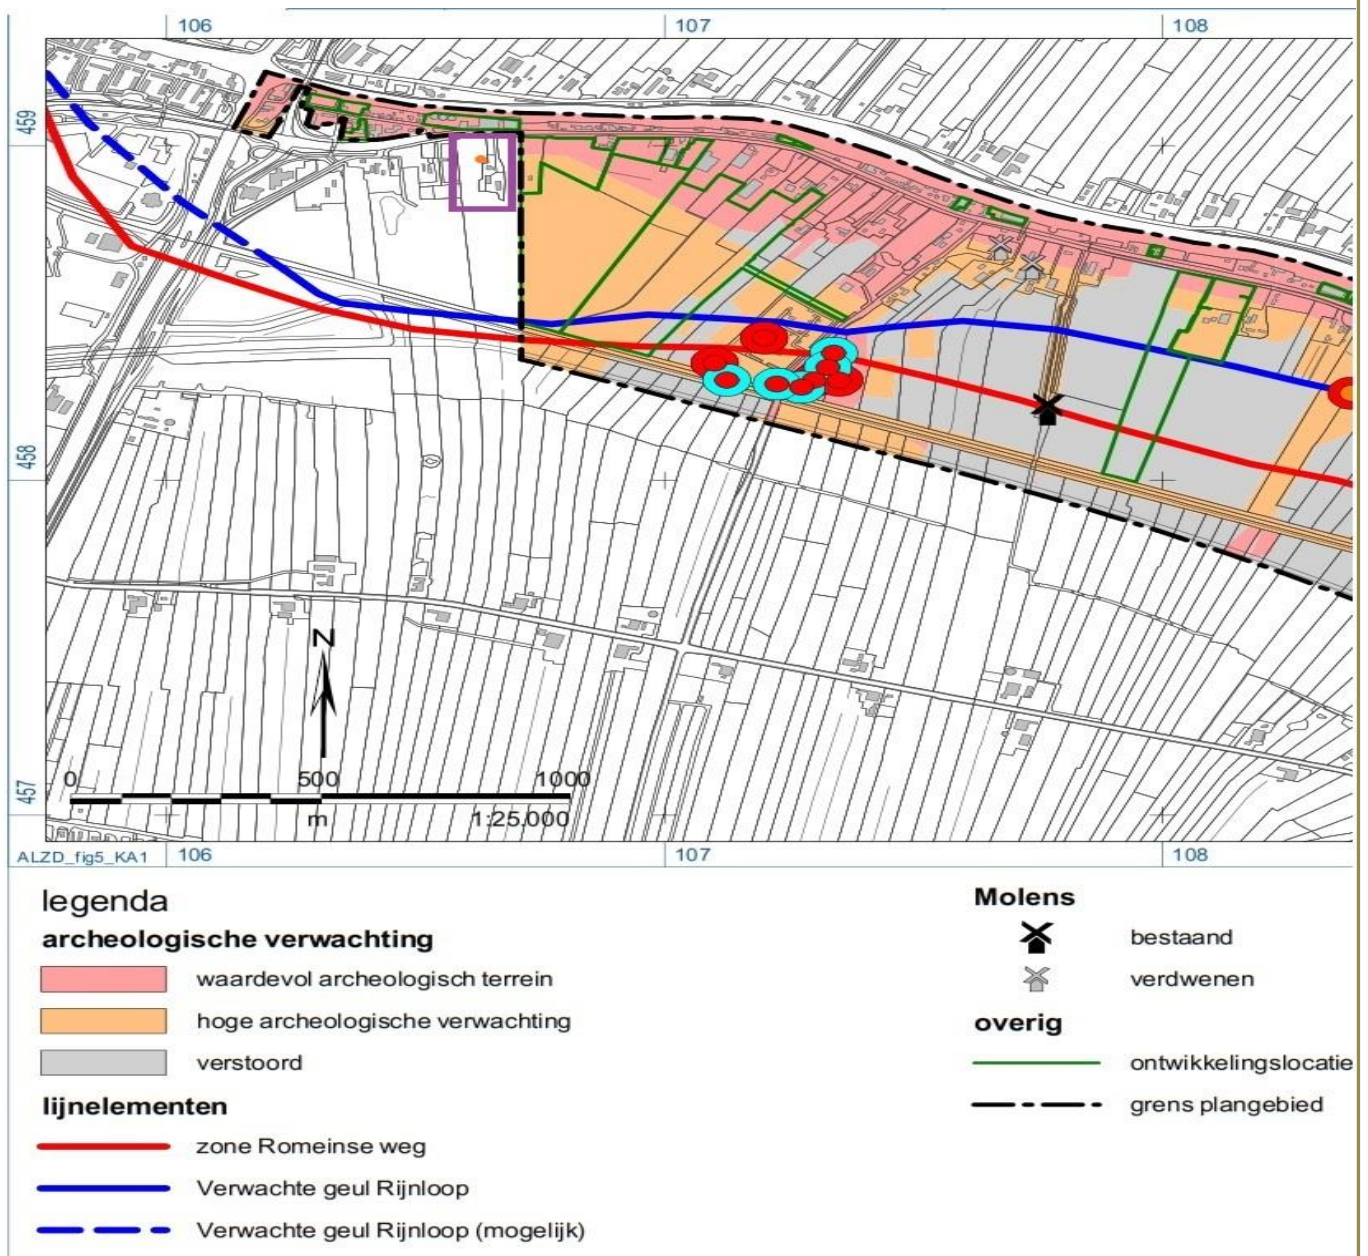 106 107 108
459
458
457
N
0 500 1000
m 1:25.000
ALZD_fig5_KA1 106 107 108
legenda
archeologische verwachting
waardevol archeologisch terrein
hoge archeologische verwachting
verstoord
lijnelementen
zone Romeinse weg
Verwachte geul Rijnloop
Verwachte geul Rijnloop (mogelijk)
Molens
bestaand
verdwenen
overig
ontwikkelingslocatie
grens plangebied